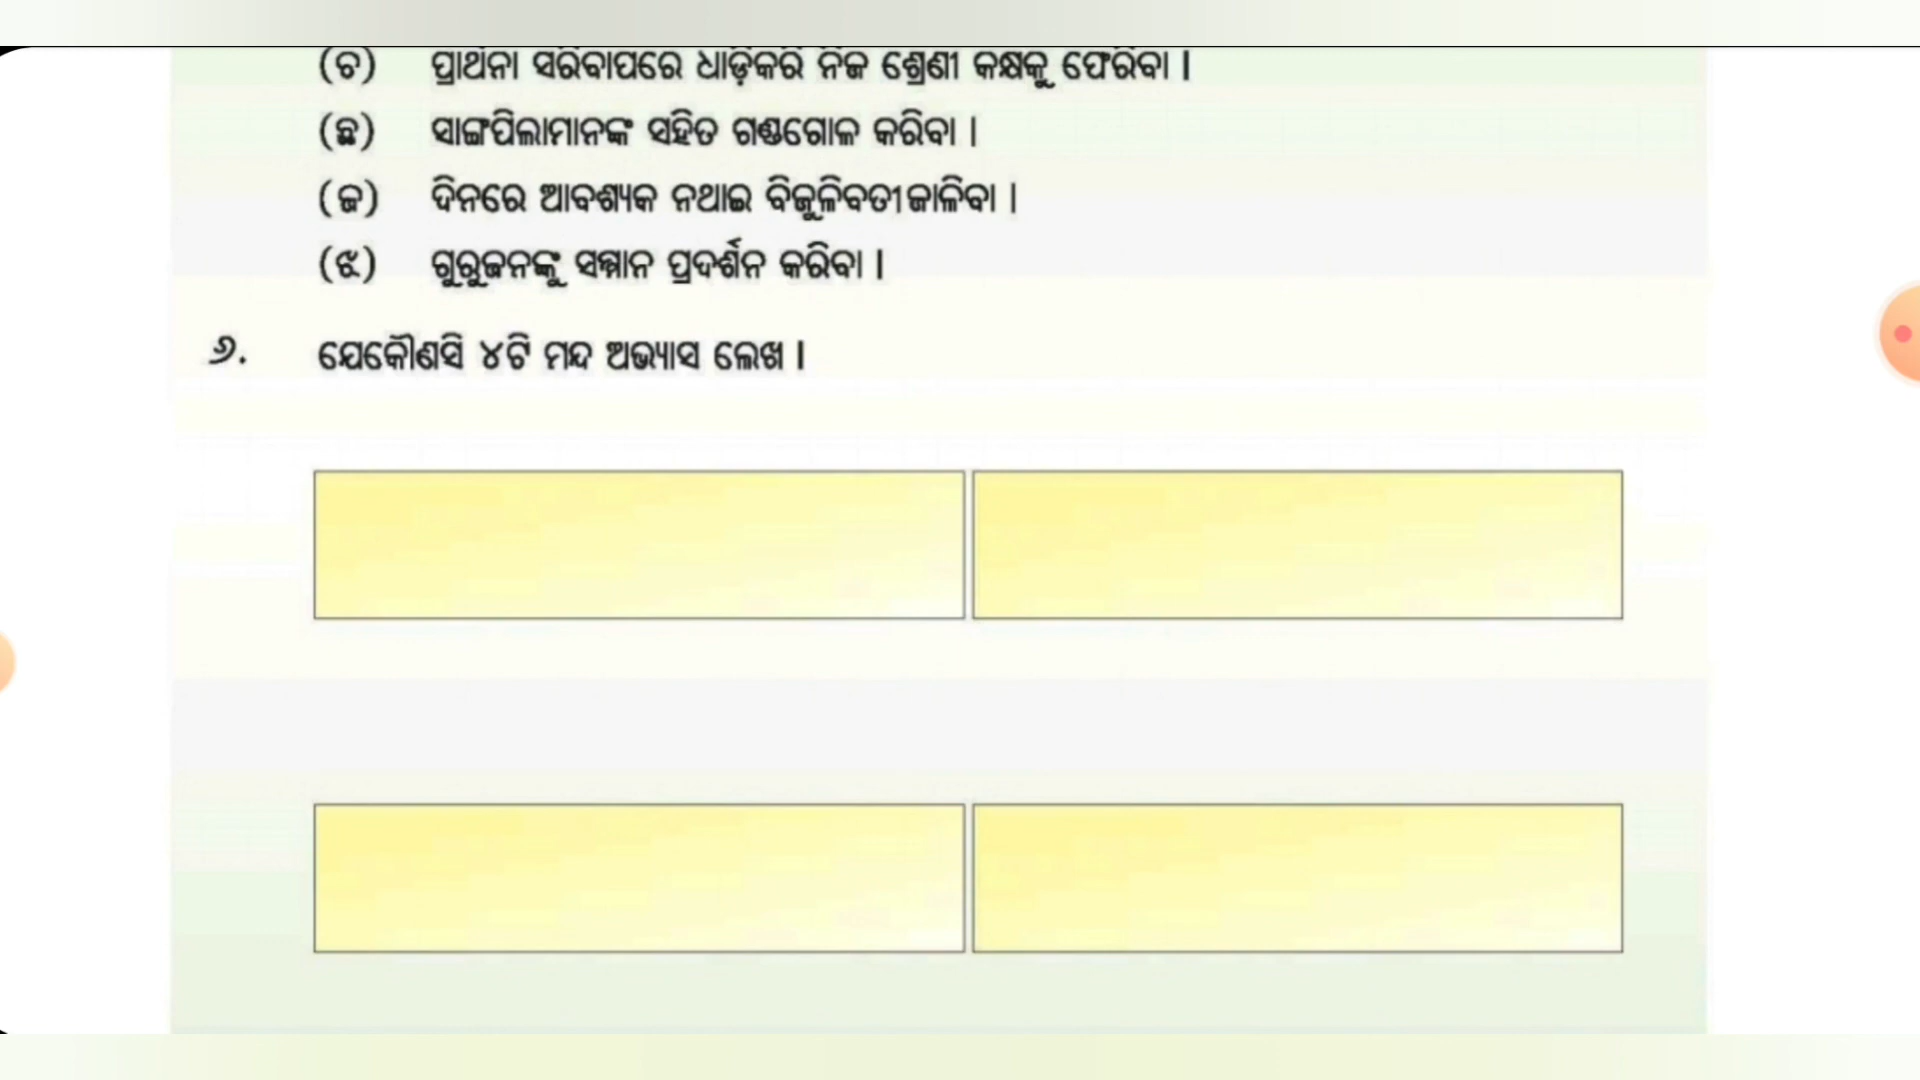 (ଚ) ପ୍ରାର୍ଥନା ସରିବାପରେ ଧାଡ଼ିକରି ନିଜ ଶ୍ରେଣୀ କକ୍ଷକୁ ଫେରିବା ।
(ଛ) ସାଙ୍ଗପିଲାମାନଙ୍କ ସହିତ ଗଣ୍ଡଗୋଳ କରିବା ।
(ଜ) ଦିନରେ ଆବଶ୍ୟକ ନଥାଇ ବିଜୁଳିବତୀ ଜାଳିବା ।
(ଝ) ଗୁରୁଜନଙ୍କୁ ସମ୍ମାନ ପ୍ରଦର୍ଶନ କରିବା ।
୬. ଯେକୌଣସି ୪ଟି ମନ୍ଦ ଅଭ୍ୟାସ ଲେଖ ।